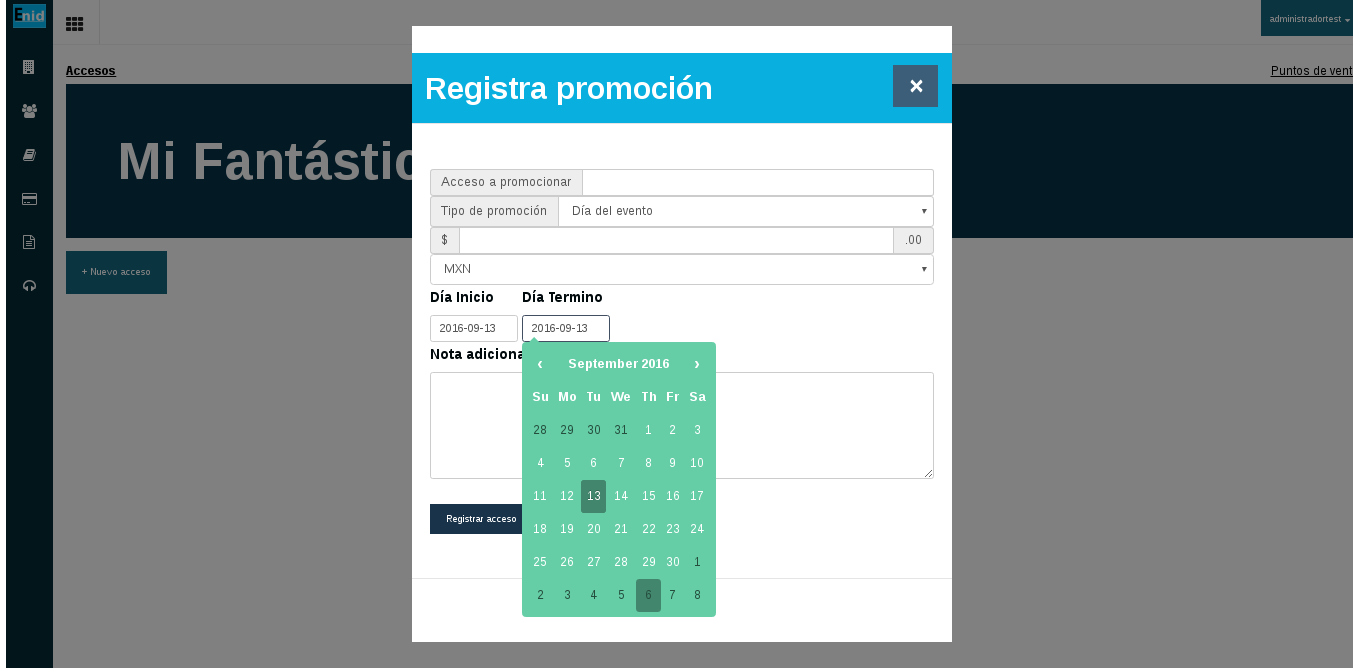 Enid
administradortest
Accesos
Puntos de vent
Mi Fantástic
+ Nuevo acceso
Registra promoción
×
Acceso a promocionar
Tipo de promoción Día del evento
$ .00
MXN
Día Inicio Día Termino
2016-09-13 2016-09-13
Nota adiciona
‹ September 2016 ›
Su Mo Tu We Th Fr Sa
28 29 30 31 1 2 3
4 5 6 7 8 9 10
11 12 13 14 15 16 17
18 19 20 21 22 23 24
25 26 27 28 29 30 1
2 3 4 5 6 7 8
Registrar acceso